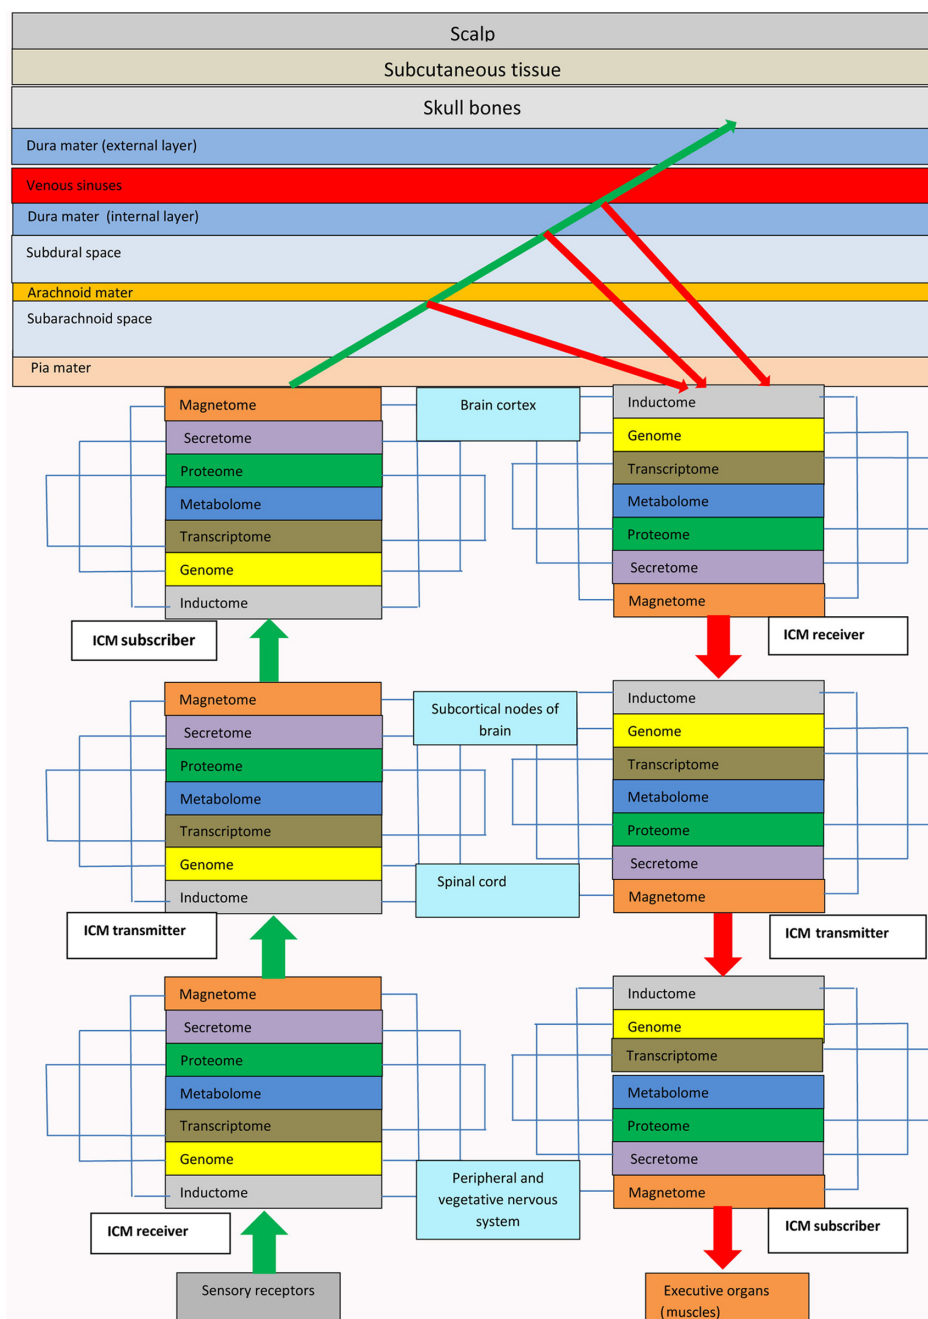 Scalp
Subcutaneous tissue
Skull bones
Dura mater (external layer)
Venous sinuses
Dura mater (internal layer)
Subdural space
Arachnoid mater
Subarachnoid space
Pia mater
Magnetome
Secretome
Proteome
Metabolome
Transcriptome
Genome
Inductome
ICM subscriber
Brain cortex
Inductome
Genome
Transcriptome
Metabolome
Proteome
Secretome
Magnetome
ICM receiver
Magnetome
Secretome
Proteome
Metabolome
Transcriptome
Genome
Inductome
ICM transmitter
Subcortical nodes of
brain
Spinal cord
Inductome
Genome
Transcriptome
Metabolome
Proteome
Secretome
Magnetome
ICM transmitter
Magnetome
Secretome
Proteome
Metabolome
Transcriptome
Genome
Inductome
ICM receiver
Peripheral and
vegetative nervous
system
Inductome
Genome
Transcriptome
Metabolome
Proteome
Secretome
Magnetome
ICM subscriber
Sensory receptors
Executive organs
(muscles)